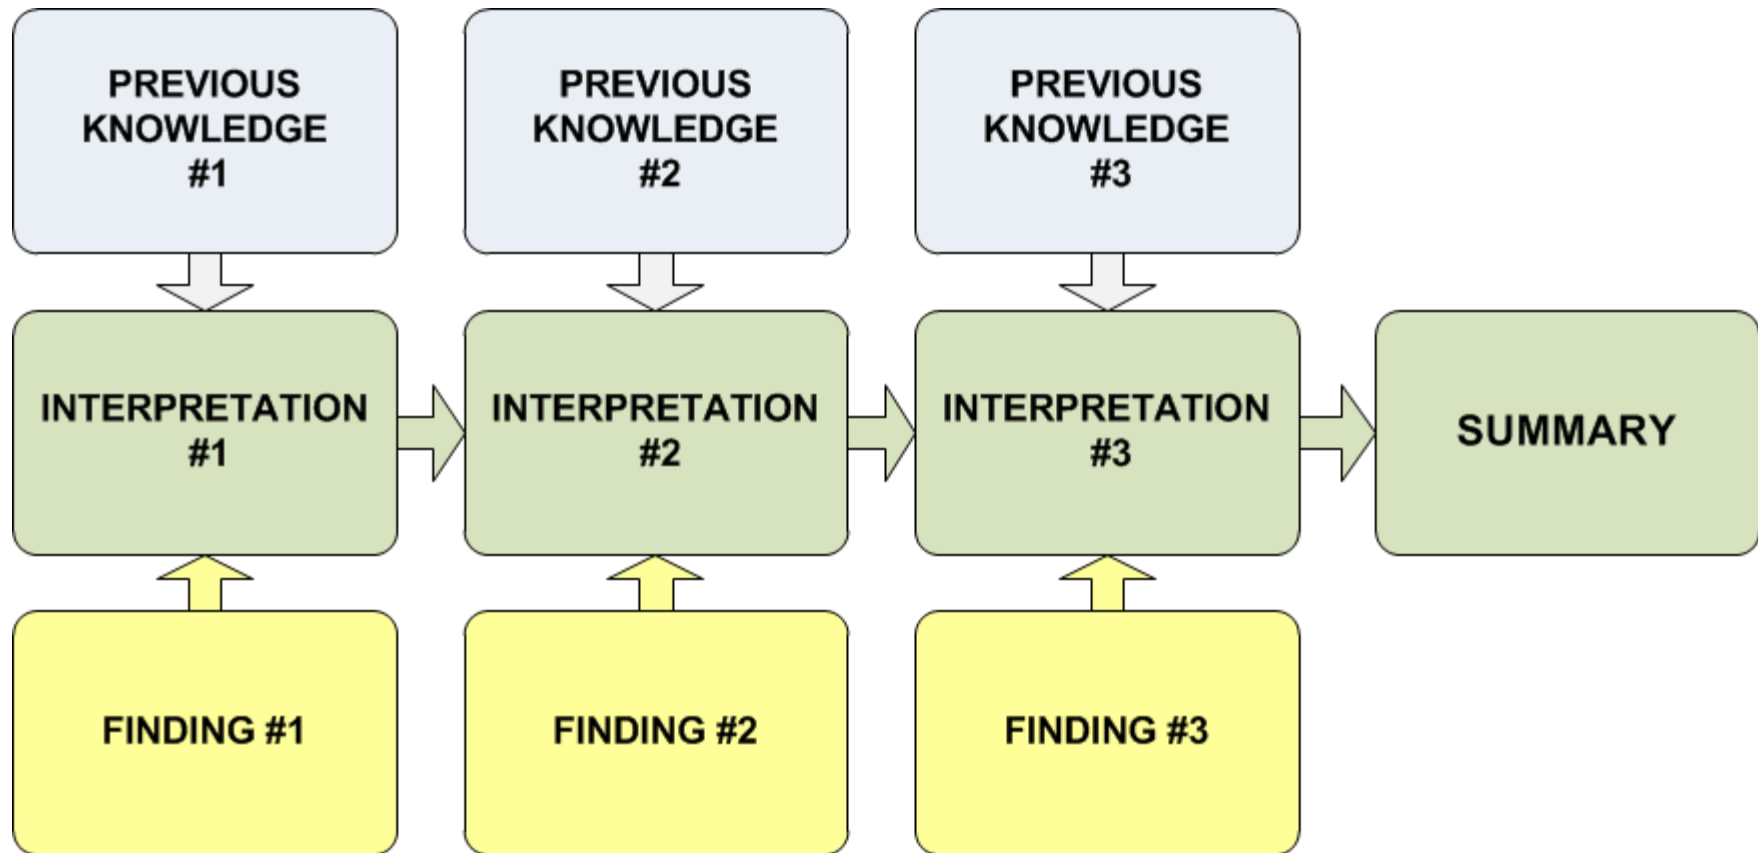 PREVIOUS
KNOWLEDGE
#1
PREVIOUS
KNOWLEDGE
#2
PREVIOUS
KNOWLEDGE
#3
INTERPRETATION
#1
INTERPRETATION
#2
INTERPRETATION
#3
SUMMARY
FINDING #1
FINDING #2
FINDING #3